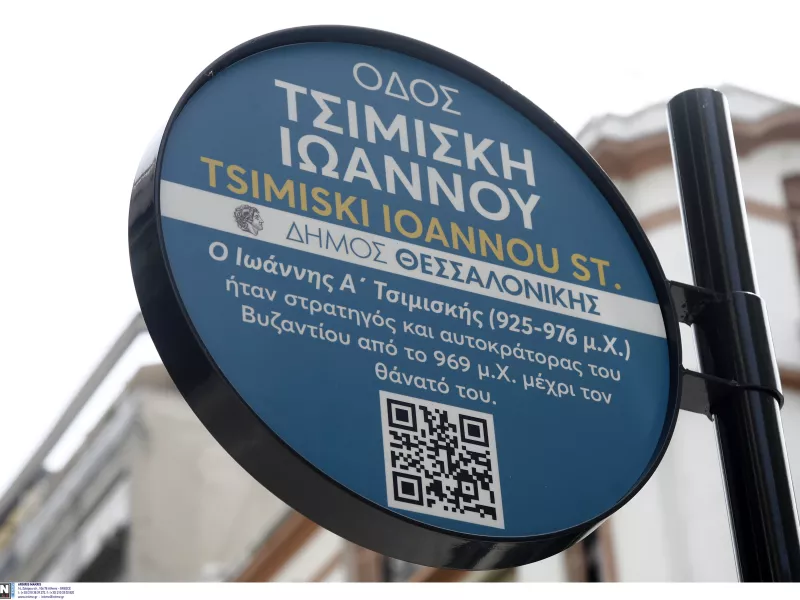 ΟΔΟΣ
ΤΣΙΜΙΣΚΗ
ΙΩΑΝΝΟΥ
TSIMISKI IOANNOU ST.
ΔΗΜΟΣ ΘΕΣΣΑΛΟΝΙΚΗΣ
Ο Ιωάννης Α΄ Τσιμισκής (925-976 μ.Χ.)
ήταν στρατηγός και αυτοκράτορας του
Βυζαντίου από το 969 μ.Χ. μέχρι τον
θάνατό του.